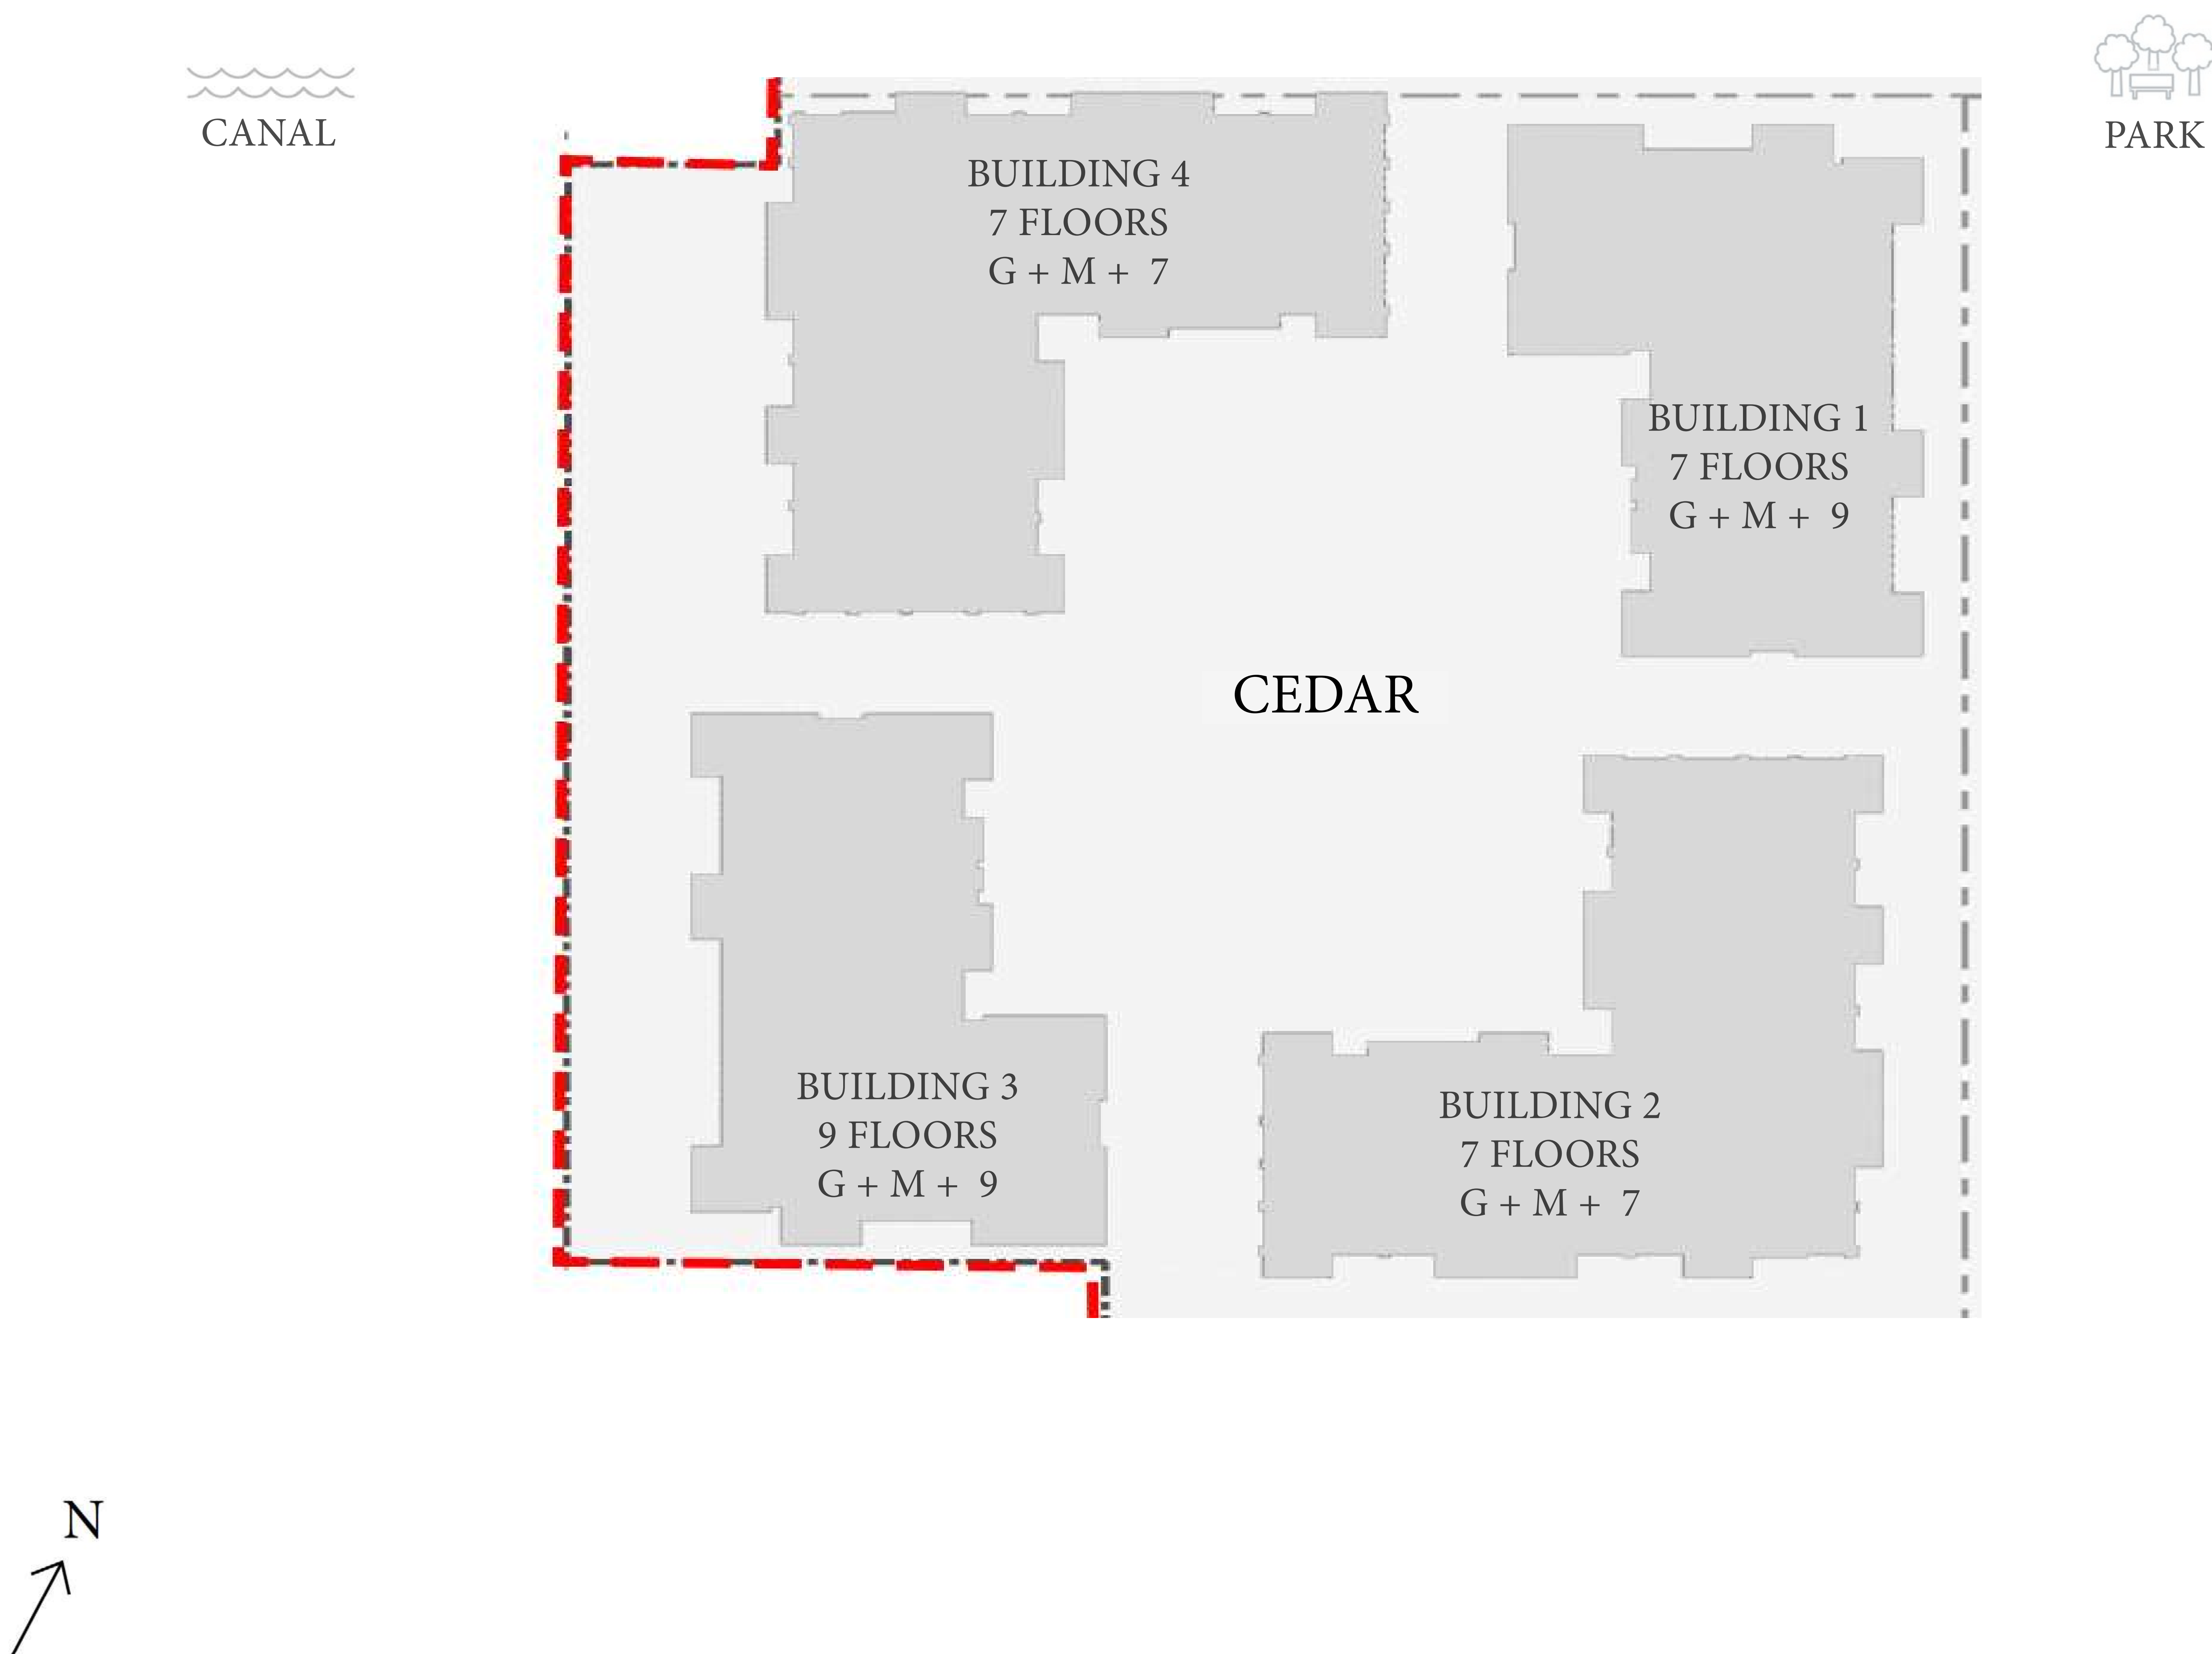 CANAL
PARK
BUILDING 4
7 FLOORS
G + M + 7
BUILDING 1
7 FLOORS
G + M + 9
CEDAR
BUILDING 3
9 FLOORS
G + M + 9
BUILDING 2
7 FLOORS
G + M + 7
N